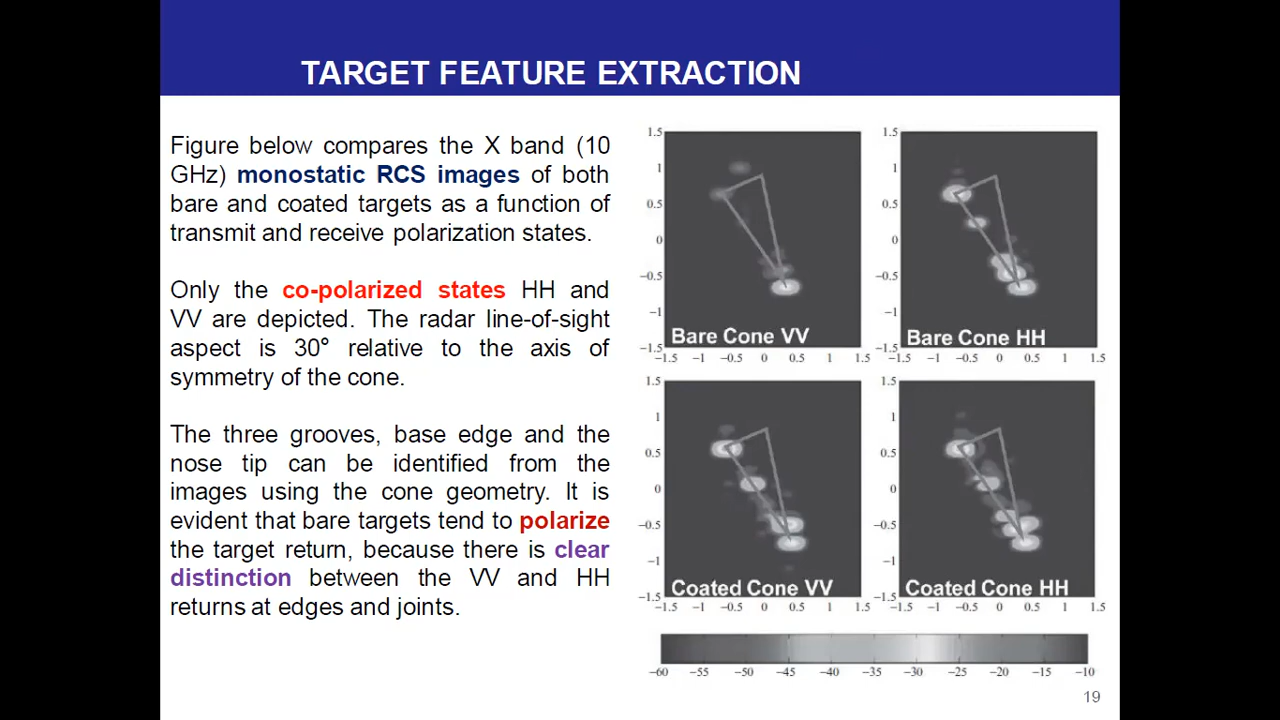 TARGET FEATURE EXTRACTION
Figure below compares the X band (10
GHz) monostatic RCS images of both
bare and coated targets as a function of
transmit and receive polarization states.
Only the co-polarized states HH and
VV are depicted. The radar line-of-sight
aspect is 30° relative to the axis of
symmetry of the cone.
The three grooves, base edge and the
nose tip can be identified from the
images using the cone geometry. It is
evident that bare targets tend to polarize
the target return, because there is clear
distinction between the VV and HH
returns at edges and joints.
1.5
1
0.5
0
−0.5
−1
−1.5
Bare Cone VV
−1.5 −1 −0.5 0 0.5 1 1.5
1.5
1
0.5
0
−0.5
−1
−1.5
Bare Cone HH
−1.5 −1 −0.5 0 0.5 1 1.5
1.5
1
0.5
0
−0.5
−1
−1.5
Coated Cone VV
−1.5 −1 −0.5 0 0.5 1 1.5
1.5
1
0.5
0
−0.5
−1
−1.5
Coated Cone HH
−1.5 −1 −0.5 0 0.5 1 1.5
−60 −55 −50 −45 −40 −35 −30 −25 −20 −15 −10
19